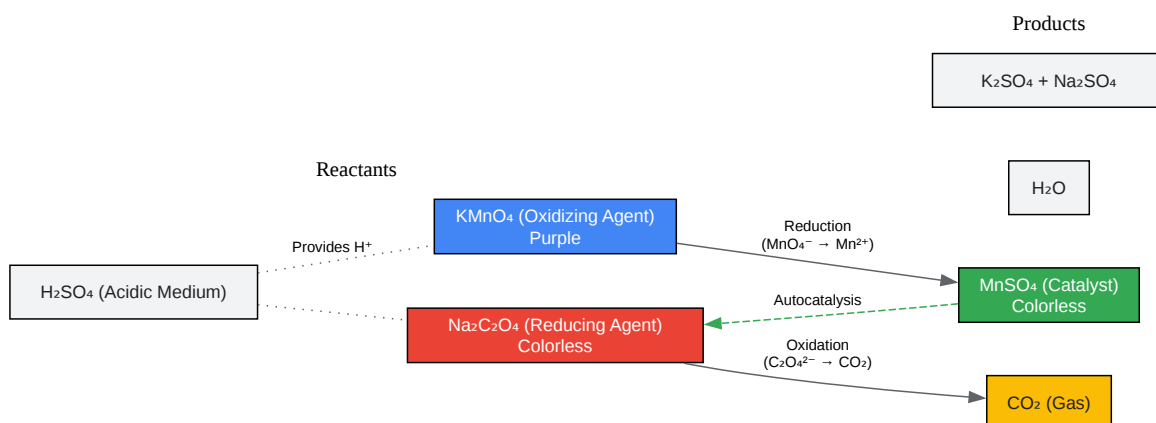 Products
K₂SO₄ + Na₂SO₄
H₂O
Reactants
KMnO₄ (Oxidizing Agent)
Purple
Reduction
(MnO₄⁻ → Mn²⁺)
Provides H⁺
H₂SO₄ (Acidic Medium)
MnSO₄ (Catalyst)
Colorless
Autocatalysis
Na₂C₂O₄ (Reducing Agent)
Colorless
Oxidation
(C₂O₄²⁻ → CO₂)
CO₂ (Gas)